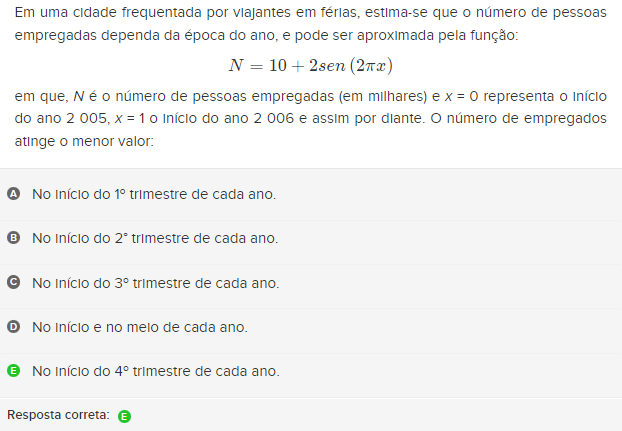 Em uma cidade frequentada por viajantes em férias, estima-se que o número de pessoas
empregadas dependa da época do ano, e pode ser aproximada pela função:
N = 10 + 2sen (2πx)
em que, N é o número de pessoas empregadas (em milhares) e x = 0 representa o início
do ano 2 005, x = 1 o início do ano 2 006 e assim por diante. O número de empregados
atinge o menor valor:
A No início do 1º trimestre de cada ano.
B No início do 2° trimestre de cada ano.
C No início do 3º trimestre de cada ano.
D No início e no meio de cada ano.
E No início do 4º trimestre de cada ano.
Resposta correta: E